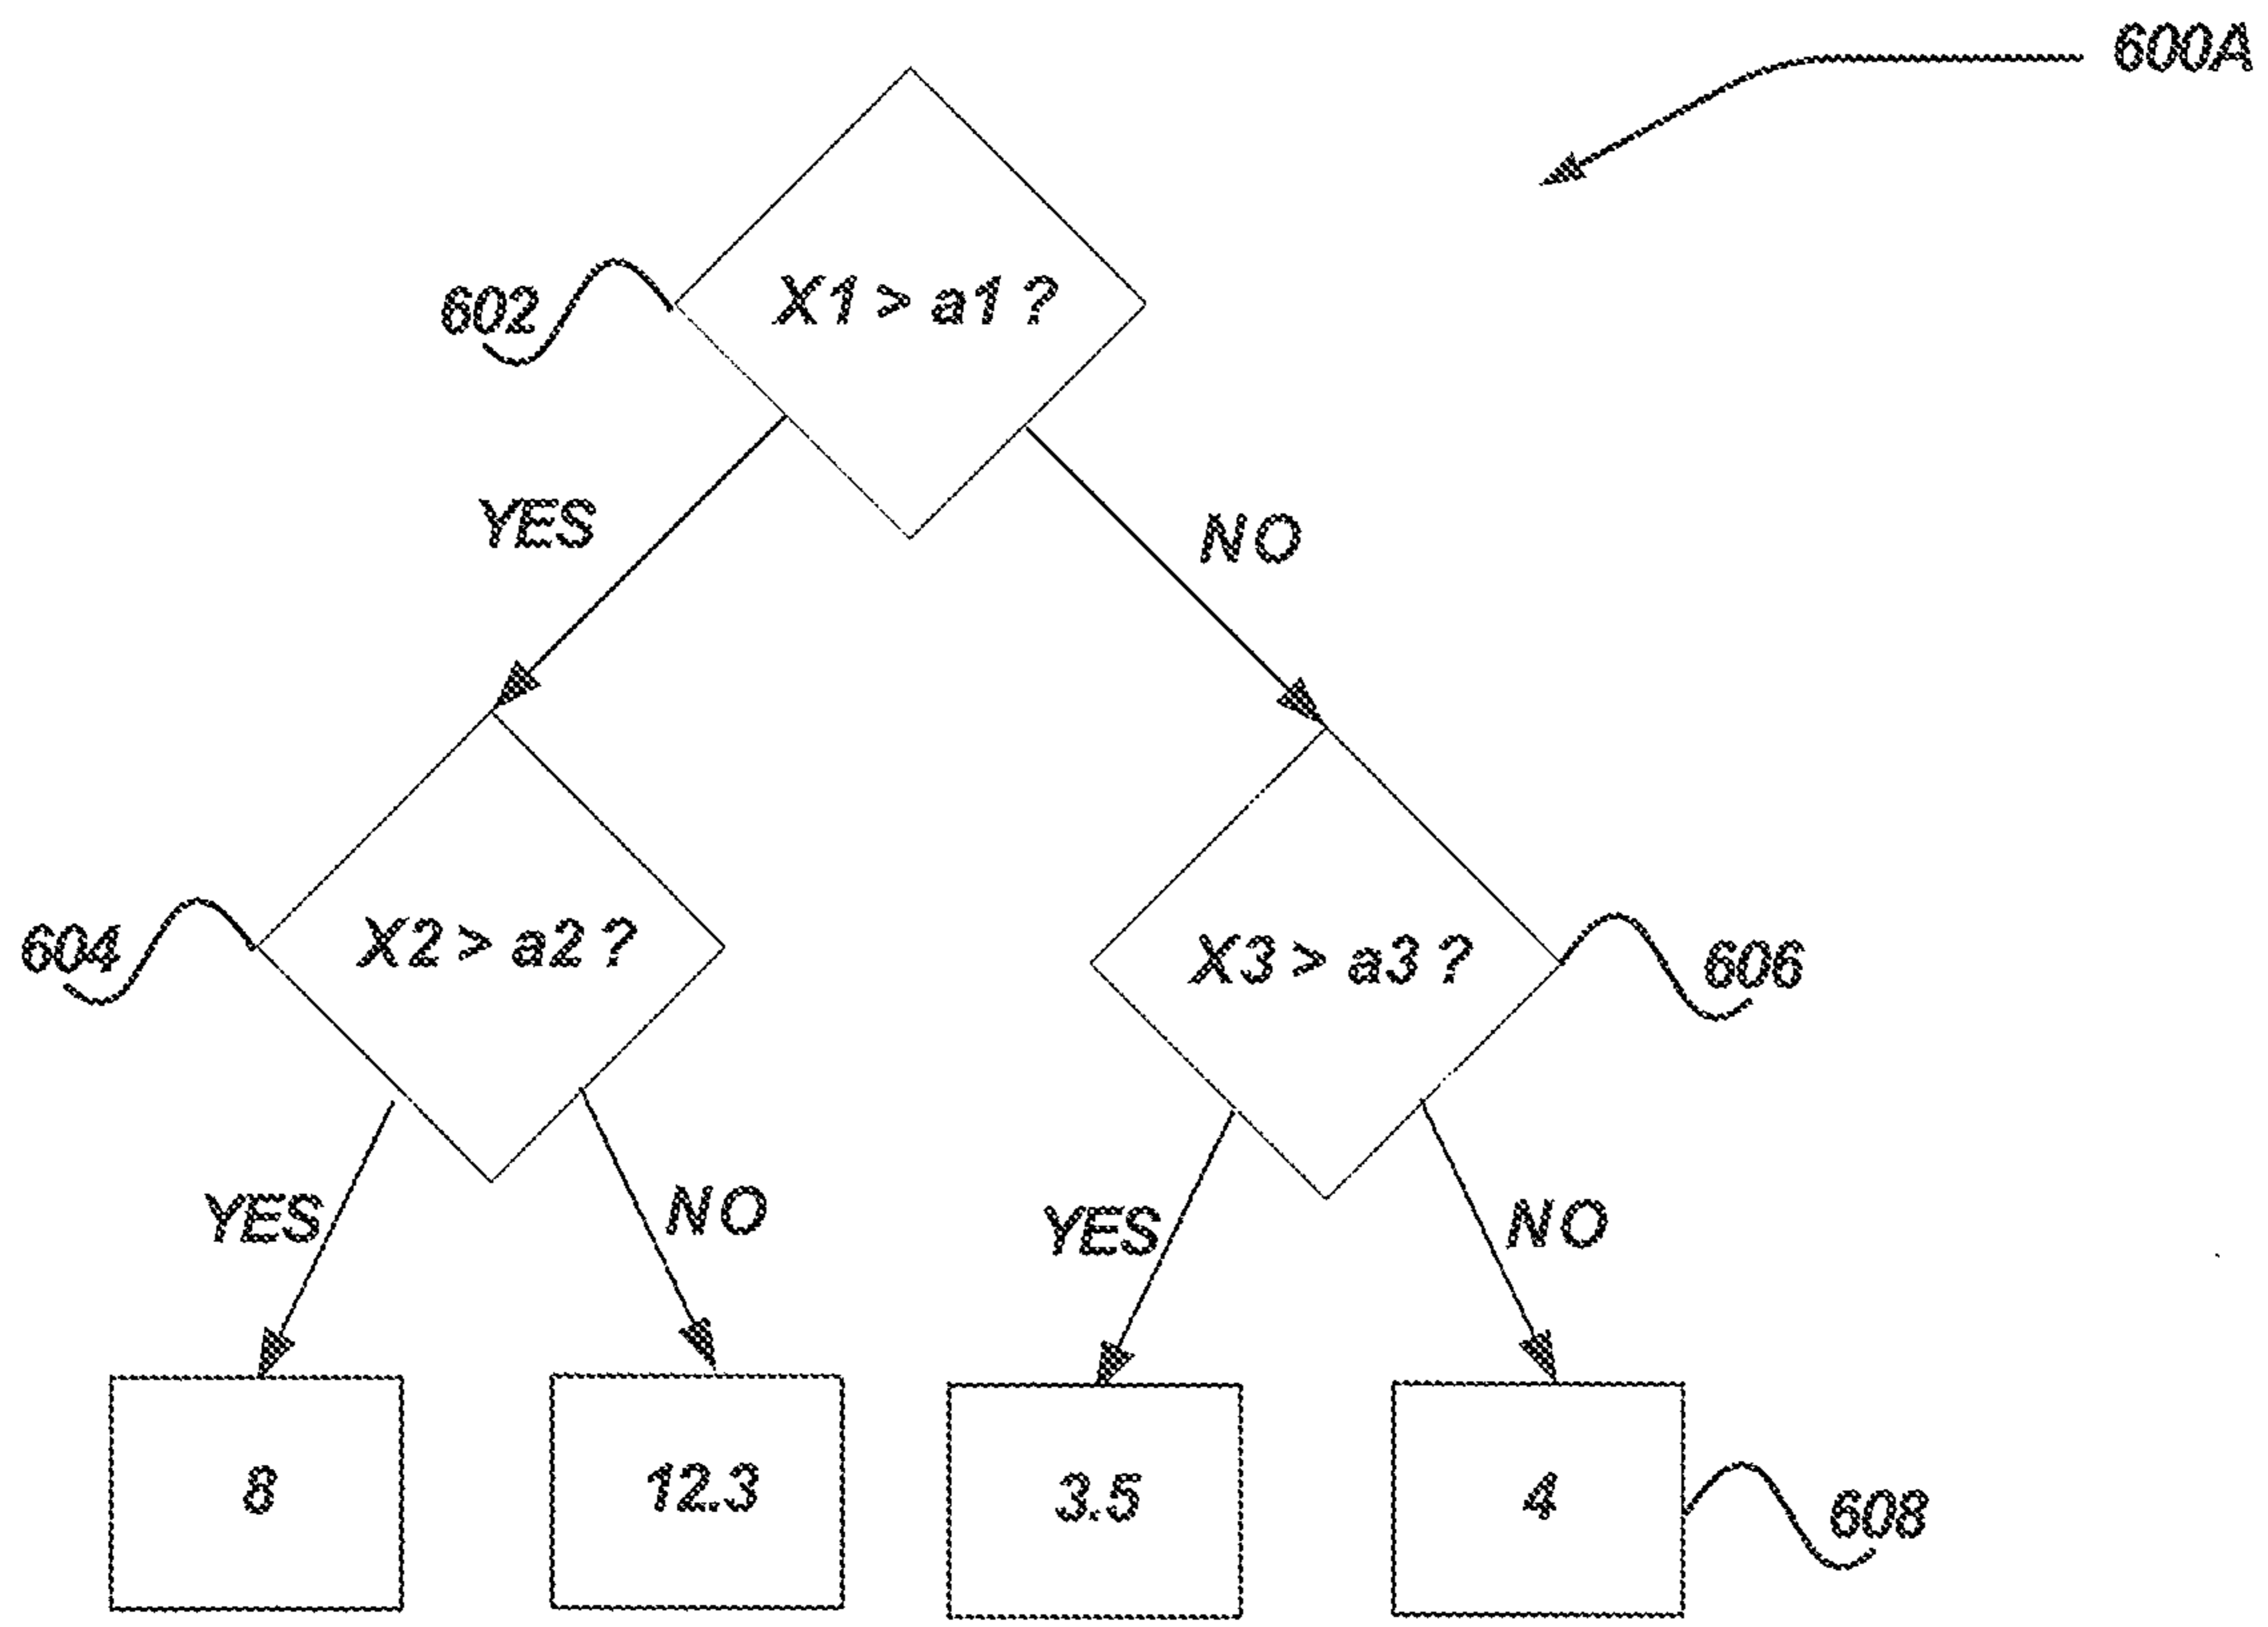 600A
X1 > a1 ?
602
YES
NO
X2 > a2 ?
604
X3 > a3 ?
606
YES
NO
YES
NO
8
12.3
3.5
4
608